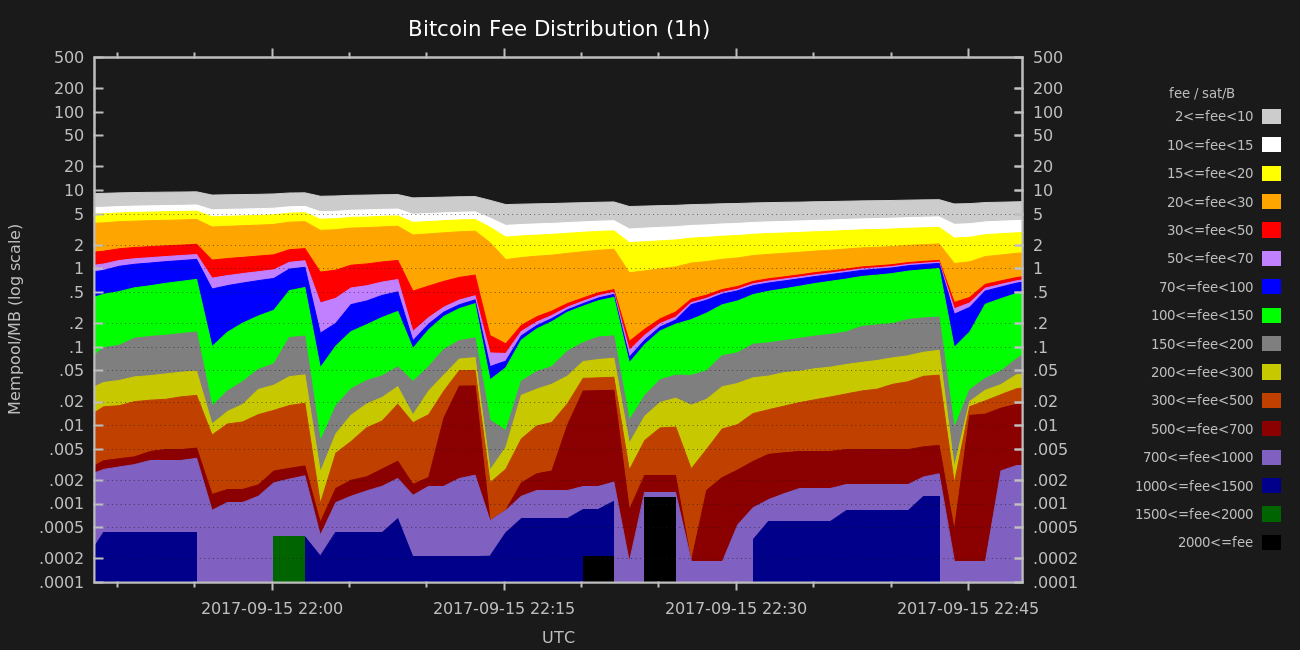 Bitcoin Fee Distribution (1h)
500 500
200 200
100 100
50 50
20 20
10 10
5 5
2 2
1 1
.5 .5
.2 .2
.1 .1
.05 .05
.02 .02
.01 .01
.005 .005
.002 .002
.001 .001
.0005 .0005
.0002 .0002
.0001 .0001
Mempool/MB (log scale)
2017-09-15 22:00 2017-09-15 22:15 2017-09-15 22:30 2017-09-15 22:45
UTC
fee / sat/B
2<=fee<10
10<=fee<15
15<=fee<20
20<=fee<30
30<=fee<50
50<=fee<70
70<=fee<100
100<=fee<150
150<=fee<200
200<=fee<300
300<=fee<500
500<=fee<700
700<=fee<1000
1000<=fee<1500
1500<=fee<2000
2000<=fee